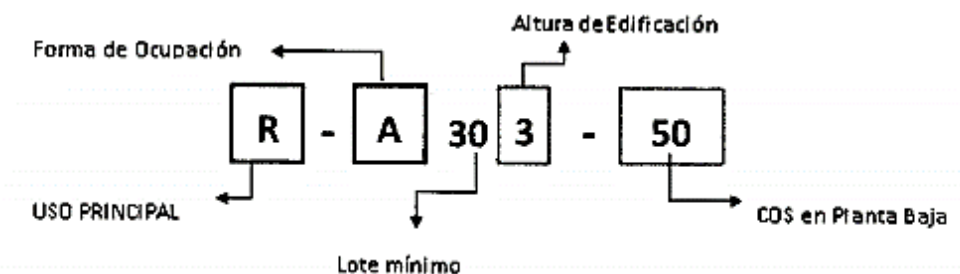 Altura de Edificación
Forma de Ocupación
R - A 30 3 - 50
USO PRINCIPAL
COS en Planta Baja
Lote mínimo